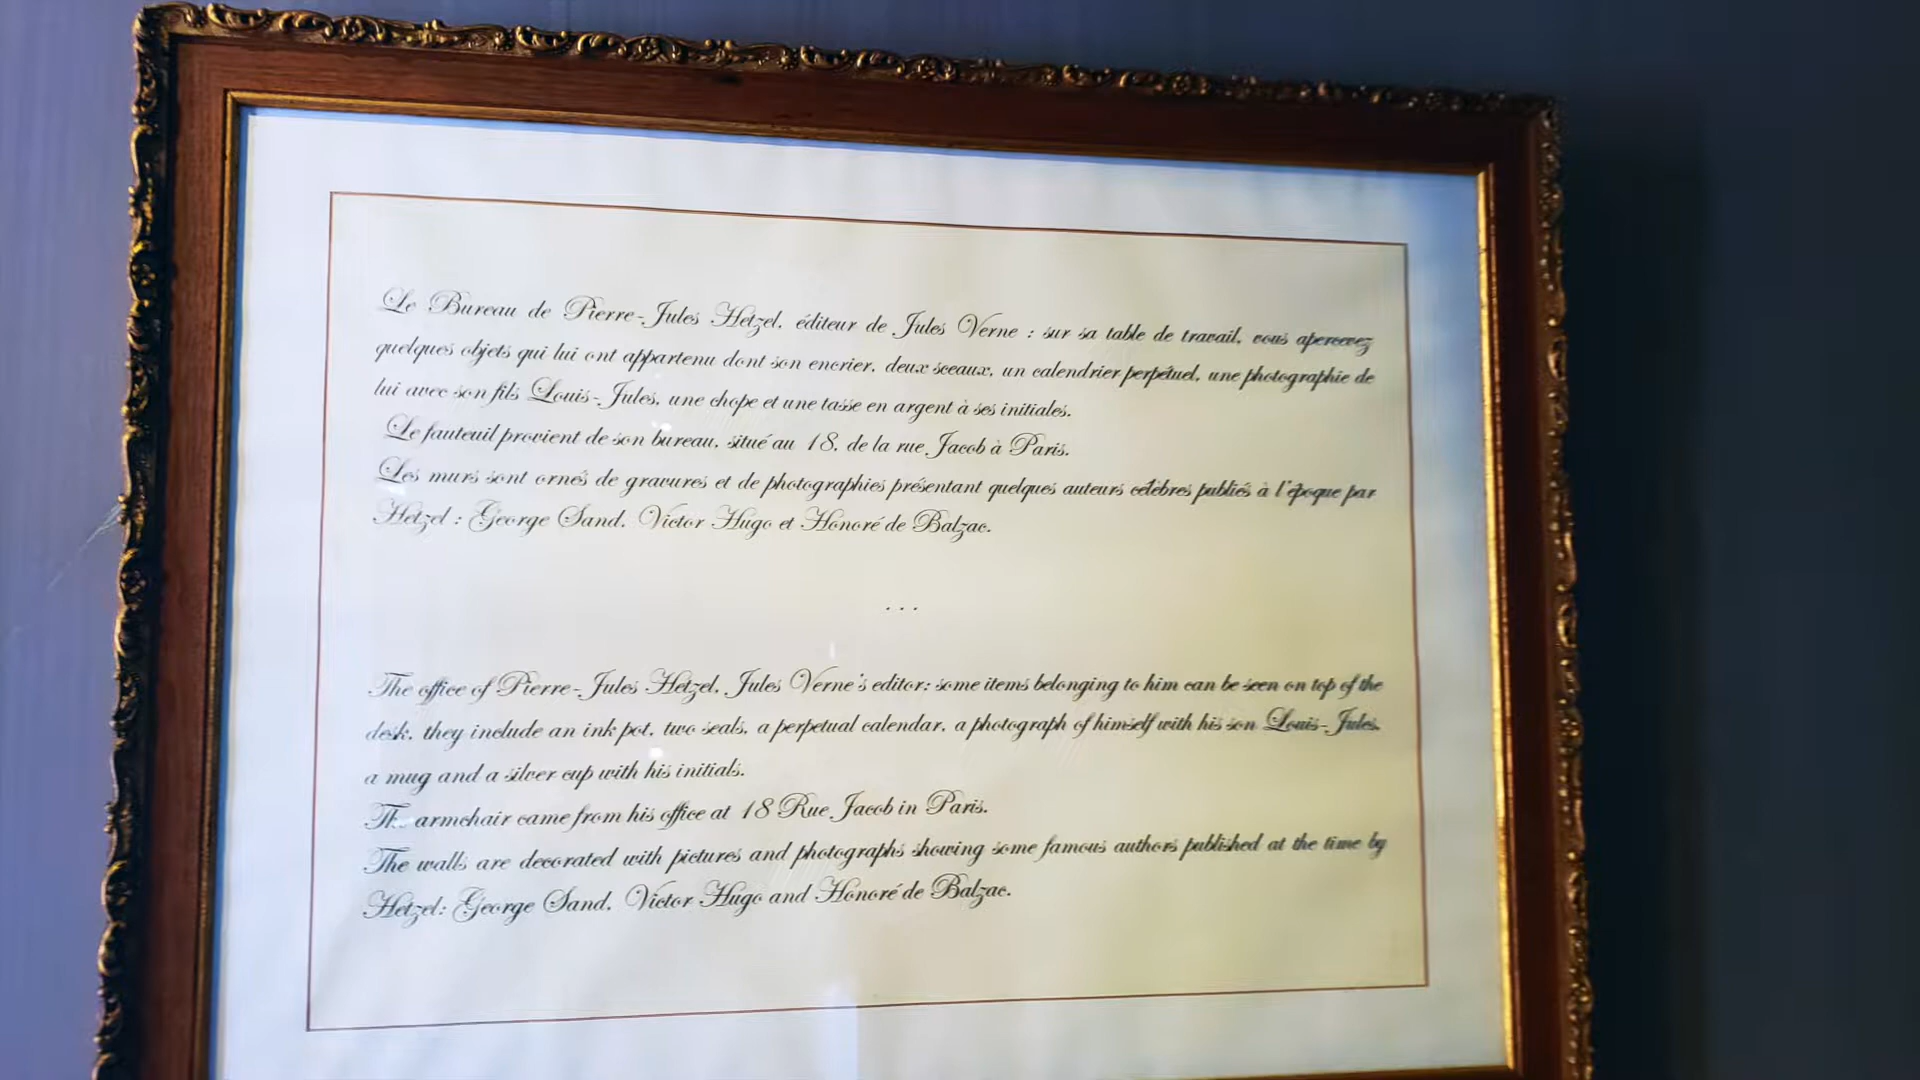 Le Bureau de Pierre-Jules Hetzel, éditeur de Jules Verne : sur sa table de travail, vous apercevez
quelques objets qui lui ont appartenu dont son encrier, deux sceaux, un calendrier perpétuel, une photographie de
lui avec son fils Louis-Jules, une chope et une tasse en argent à ses initiales.
Le fauteuil provient de son bureau, situé au 18, de la rue Jacob à Paris.
Les murs sont ornés de gravures et de photographies présentant quelques auteurs célèbres publiés à l'époque par
Hetzel : George Sand, Victor Hugo et Honoré de Balzac.
...
The office of Pierre-Jules Hetzel, Jules Verne's editor: some items belonging to him can be seen on top of the
desk, they include an ink pot, two seals, a perpetual calendar, a photograph of himself with his son Louis-Jules,
a mug and a silver cup with his initials.
The armchair came from his office at 18 Rue Jacob in Paris.
The walls are decorated with pictures and photographs showing some famous authors published at the time by
Hetzel: George Sand, Victor Hugo and Honoré de Balzac.